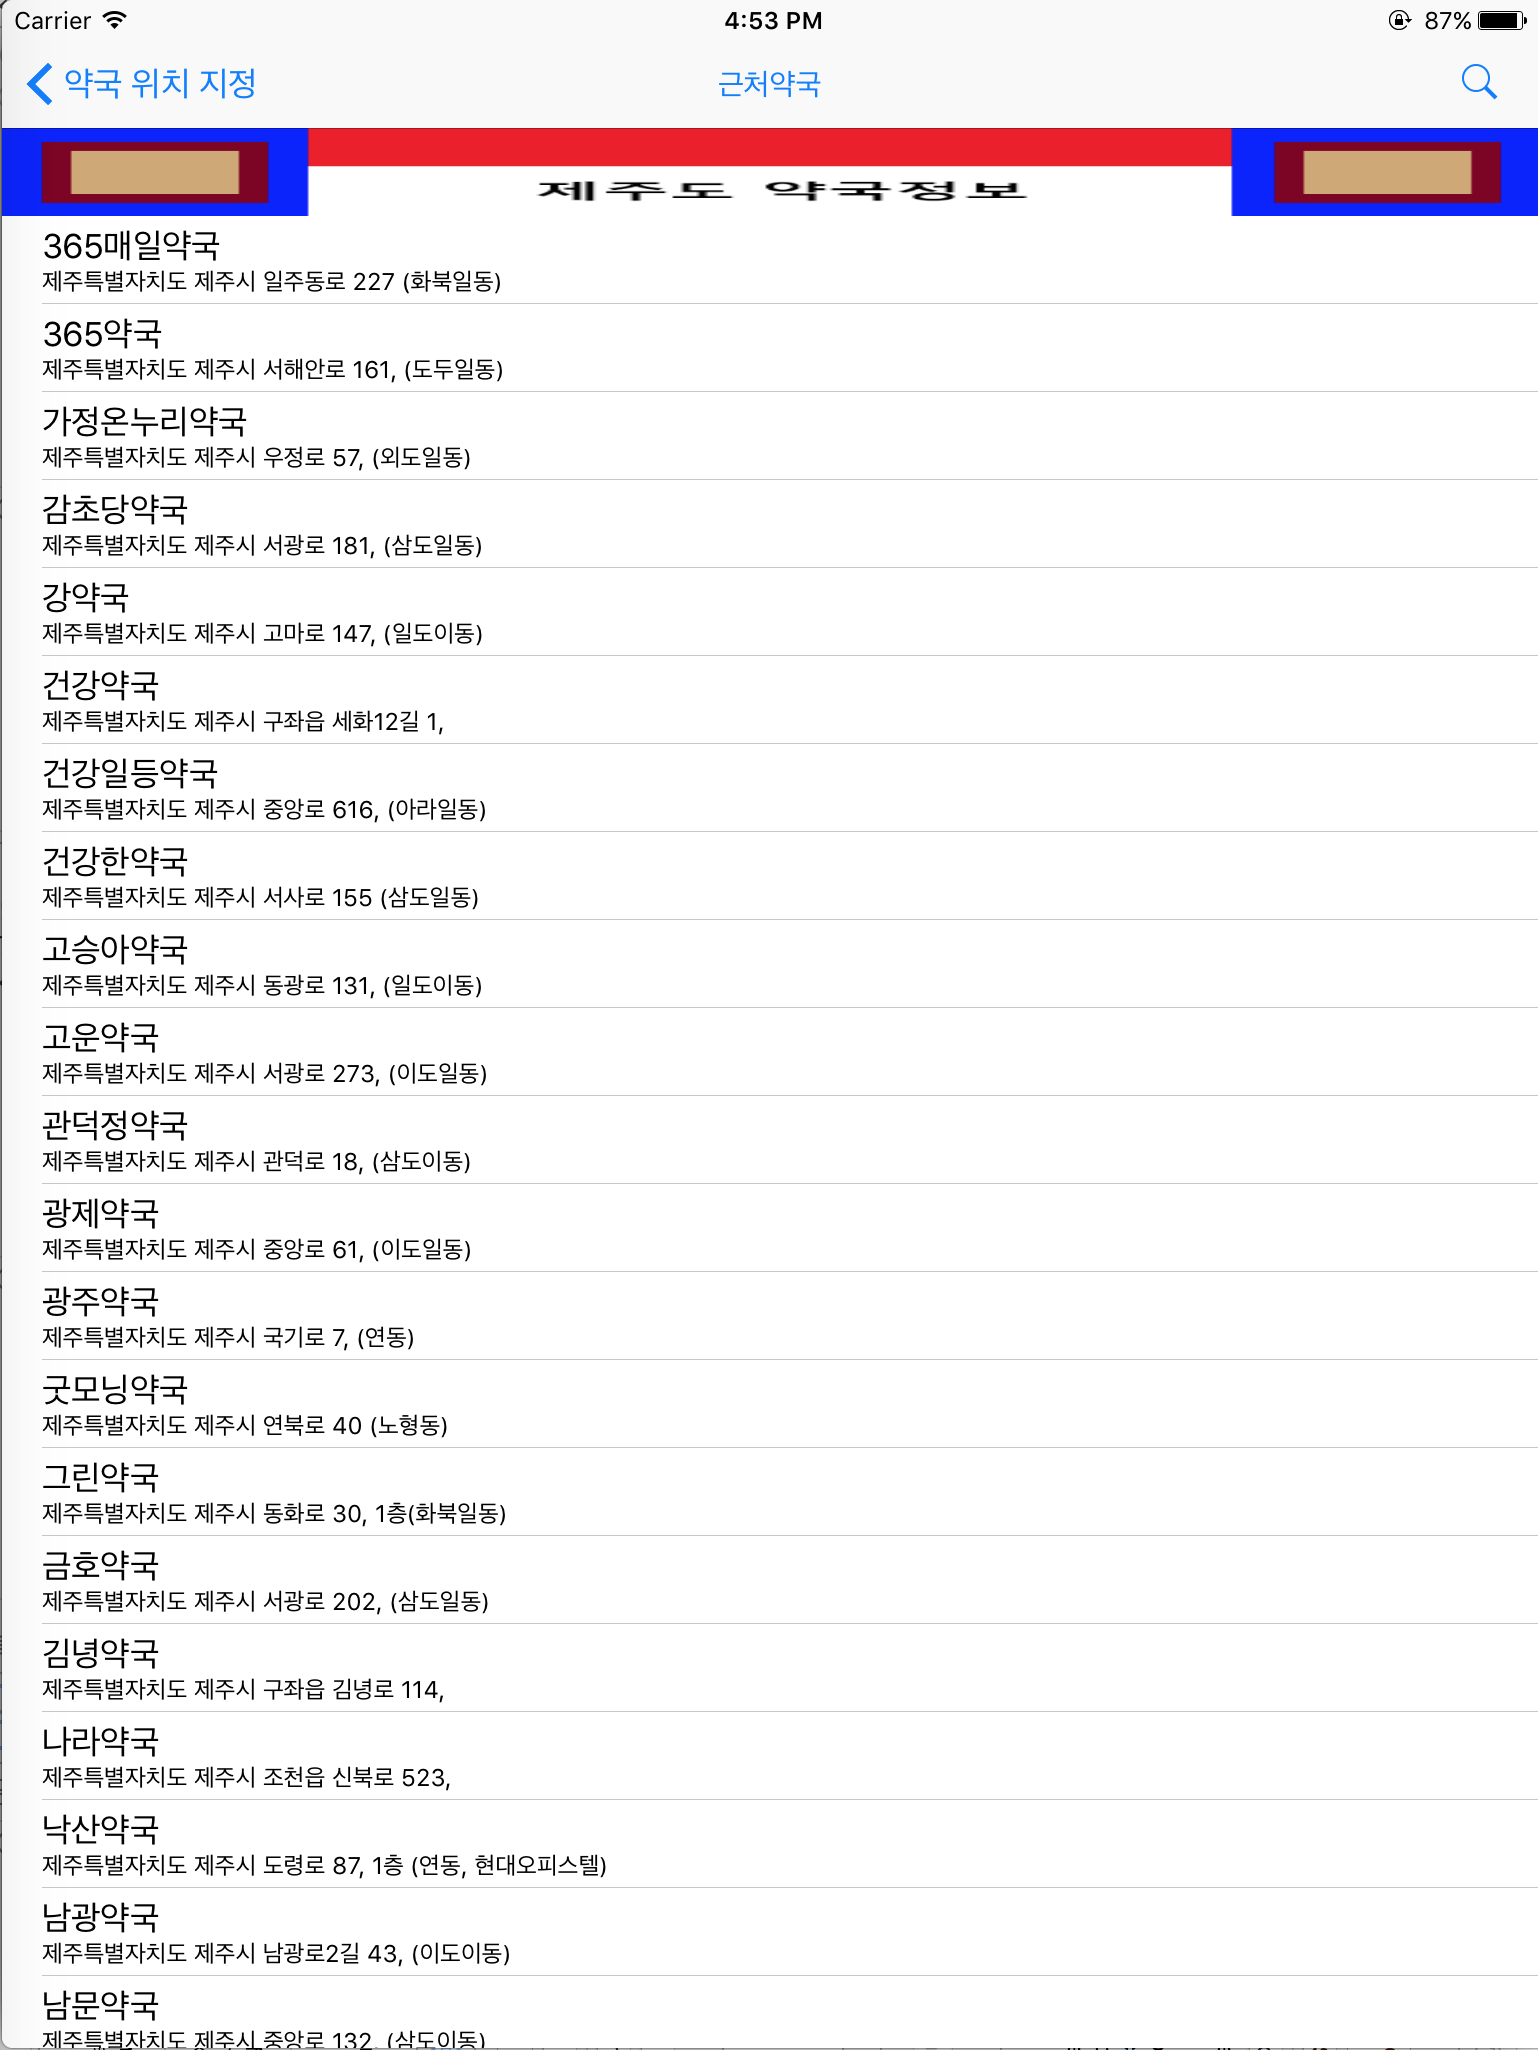 Carrier 4:53 PM 87%
약국 위치 지정 근처약국
제주도 약국정보
365매일약국
제주특별자치도 제주시 일주동로 227 (화북일동)
365약국
제주특별자치도 제주시 서해안로 161, (도두일동)
가정온누리약국
제주특별자치도 제주시 우정로 57, (외도일동)
감초당약국
제주특별자치도 제주시 서광로 181, (삼도일동)
강약국
제주특별자치도 제주시 고마로 147, (일도이동)
건강약국
제주특별자치도 제주시 구좌읍 세화12길 1,
건강일등약국
제주특별자치도 제주시 중앙로 616, (아라일동)
건강한약국
제주특별자치도 제주시 서사로 155 (삼도일동)
고승아약국
제주특별자치도 제주시 동광로 131, (일도이동)
고운약국
제주특별자치도 제주시 서광로 273, (이도일동)
관덕정약국
제주특별자치도 제주시 관덕로 18, (삼도이동)
광제약국
제주특별자치도 제주시 중앙로 61, (이도일동)
광주약국
제주특별자치도 제주시 국기로 7, (연동)
굿모닝약국
제주특별자치도 제주시 연북로 40 (노형동)
그린약국
제주특별자치도 제주시 동화로 30, 1층(화북일동)
금호약국
제주특별자치도 제주시 서광로 202, (삼도일동)
김녕약국
제주특별자치도 제주시 구좌읍 김녕로 114,
나라약국
제주특별자치도 제주시 조천읍 신북로 523,
낙산약국
제주특별자치도 제주시 도령로 87, 1층 (연동, 현대오피스텔)
남광약국
제주특별자치도 제주시 남광로2길 43, (이도이동)
남문약국
제주특별자치도 제주시 중앙로 132, (삼도이동)